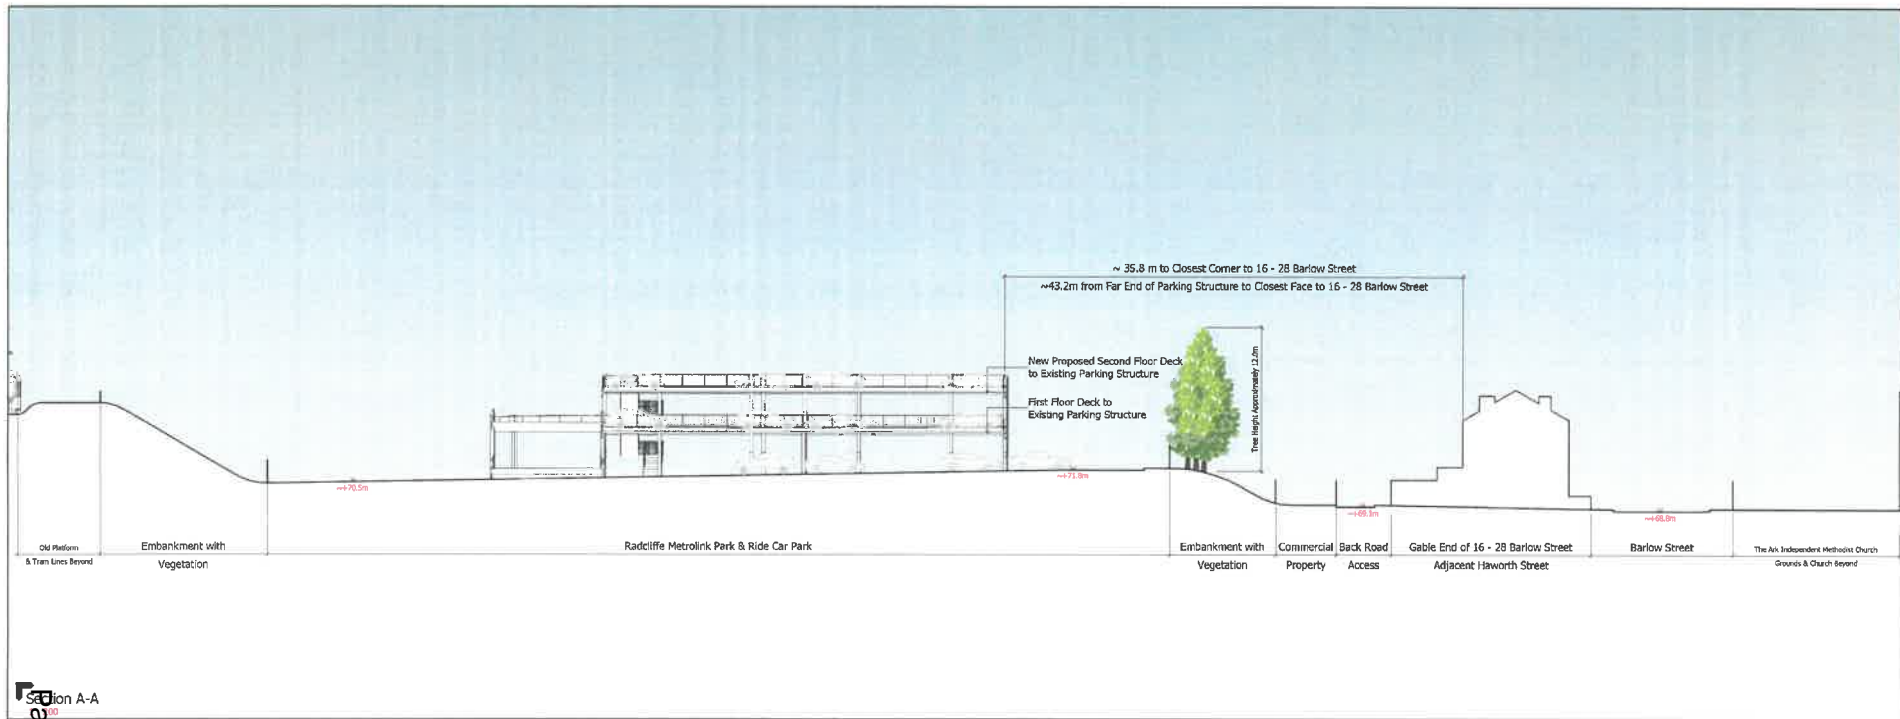 ~ 35.8 m to Closest Corner to 16 - 28 Barlow Street
~43.2m from Far End of Parking Structure to Closest Face to 16 - 28 Barlow Street
New Proposed Second Floor Deck
to Existing Parking Structure
First Floor Deck to
Existing Parking Structure
Tree Height Approximately 12.0m
~+70.5m
~+71.8m
~+69.1m
~+68.8m
Old Platform
& Tram Lines Beyond
Embankment with
Vegetation
Radcliffe Metrolink Park & Ride Car Park
Embankment with
Vegetation
Commercial
Property
Back Road
Access
Gable End of 16 - 28 Barlow Street
Adjacent Haworth Street
Barlow Street
The Ark Independent Methodist Church
Grounds & Church Beyond
Section A-A